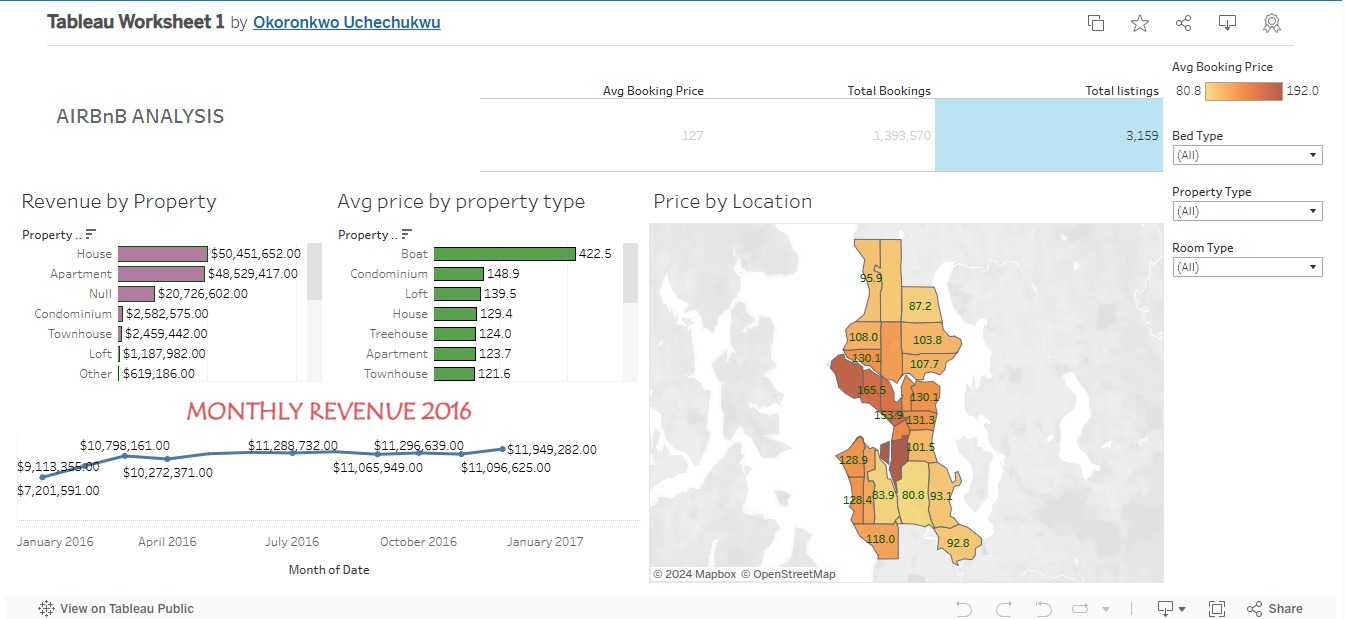 Tableau Worksheet 1 by Okoronkwo Uchechukwu
AIRBnB ANALYSIS
Avg Booking Price Total Bookings Total listings
127 1,393,570 3,159
Avg Booking Price
80.8 192.0
Bed Type
(All)
Property Type
(All)
Room Type
(All)
Revenue by Property
Property ..
House $50,451,652.00
Apartment $48,529,417.00
Null $20,726,602.00
Condominium $2,582,575.00
Townhouse $2,459,442.00
Loft $1,187,982.00
Other $619,186.00
Avg price by property type
Property ..
Boat 422.5
Condominium 148.9
Loft 139.5
House 129.4
Treehouse 124.0
Apartment 123.7
Townhouse 121.6
Price by Location
95.9
87.2
108.0
103.8
130.1
107.7
165.5
130.1
153.9
131.3
101.5
128.9
128.4
83.9
80.8
93.1
118.0
92.8
© 2024 Mapbox © OpenStreetMap
MONTHLY REVENUE 2016
$7,201,591.00
$9,113,355.00
$10,798,161.00
$10,272,371.00
$11,288,732.00
$11,065,949.00
$11,296,639.00
$11,096,625.00
$11,949,282.00
January 2016 April 2016 July 2016 October 2016 January 2017
Month of Date
View on Tableau Public
Share